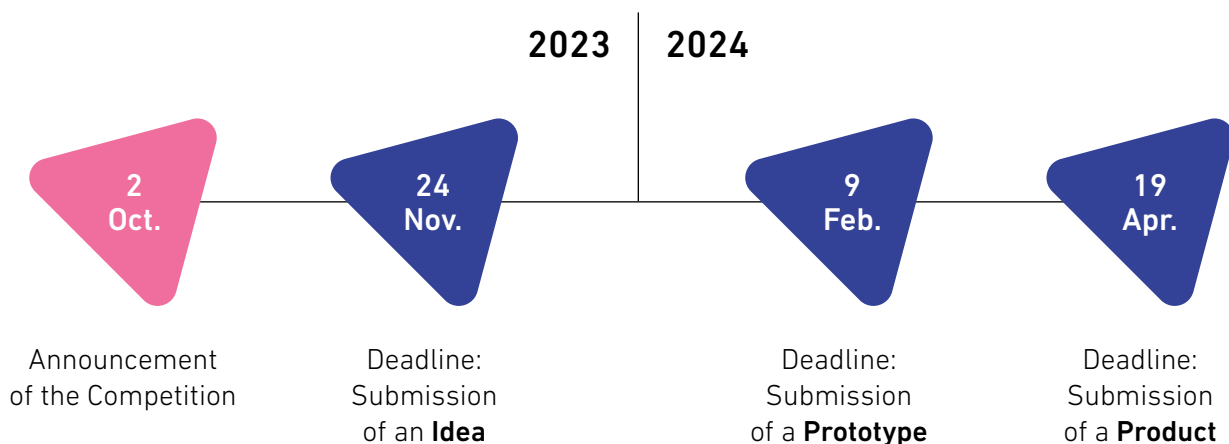 2023
2024
2
Oct.
24
Nov.
9
Feb.
19
Apr.
Announcement
of the Competition
Deadline:
Submission
of an Idea
Deadline:
Submission
of a Prototype
Deadline:
Submission
of a Product